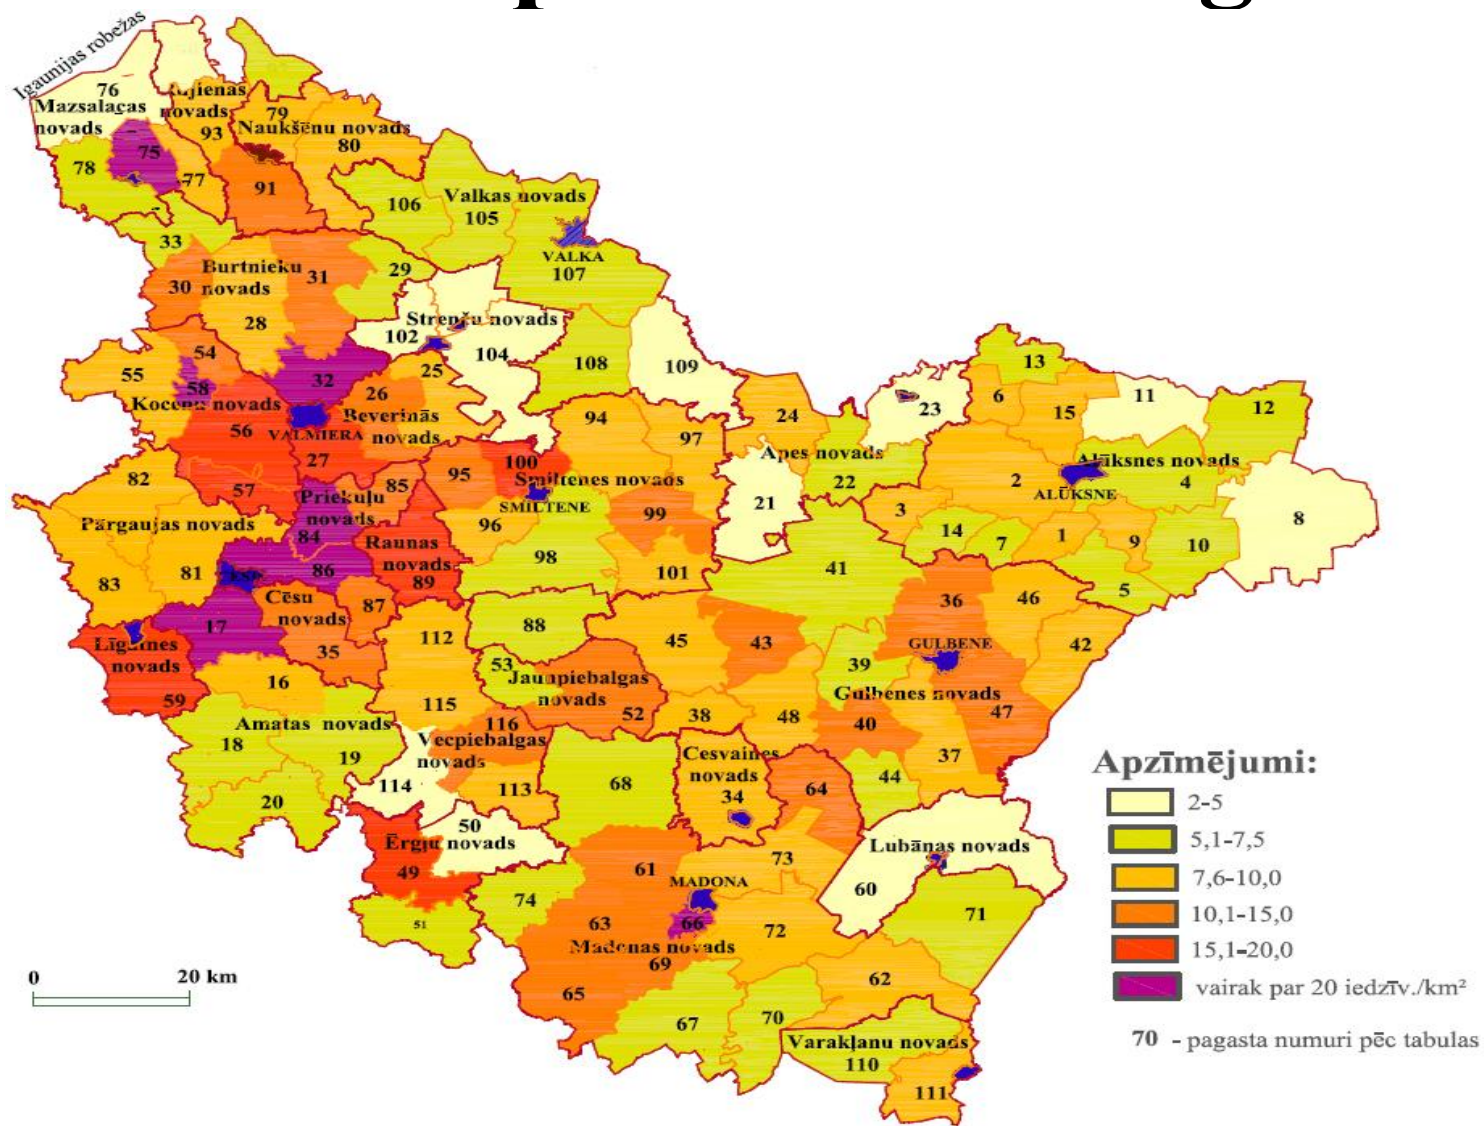 Igaunijas robežas
76
Mazsalacas
novads
novads
93
79
Naukšēnu novads
80
78
75
77
91
106
Valkas novads
105
VALKA
107
33
Burtnieku
novads
30
31
29
28
102
Strenču novads
104
108
109
55
54
58
32
25
26
Kocenu novads
56
VALMIERA
Beverinās
novads
27
57
94
97
24
23
6
13
15
11
12
Apes novads
22
21
2
Alūksnes novads
ALŪKSNE
4
8
3
14
7
1
9
10
5
82
Pārgaujas novads
83
81
Priekuļu
novads
84
85
86
Raunas
novads
89
95
100
Smiltenes novads
SMILTENE
96
99
98
101
41
36
46
42
17
Cēsu
novads
87
35
novads
59
16
112
88
45
43
39
GULBENE
Gulbenes novads
53
Jaunpiebalgas
novads
52
38
48
40
47
37
44
Amatas novads
18
19
20
115
116
Vecpiebalgas
novads
114
113
68
Cesvaines
novads
34
64
50
Ērgļu novads
49
51
74
61
MADONA
66
63
Madonas novads
69
65
67
73
72
Lubānas novads
60
71
62
70
Varakļanu novads
110
111
0 20 km
Apzīmējumi:
2-5
5,1-7,5
7,6-10,0
10,1-15,0
15,1-20,0
vairak par 20 iedzīv./km²
70 - pagasta numuri pēc tabulas